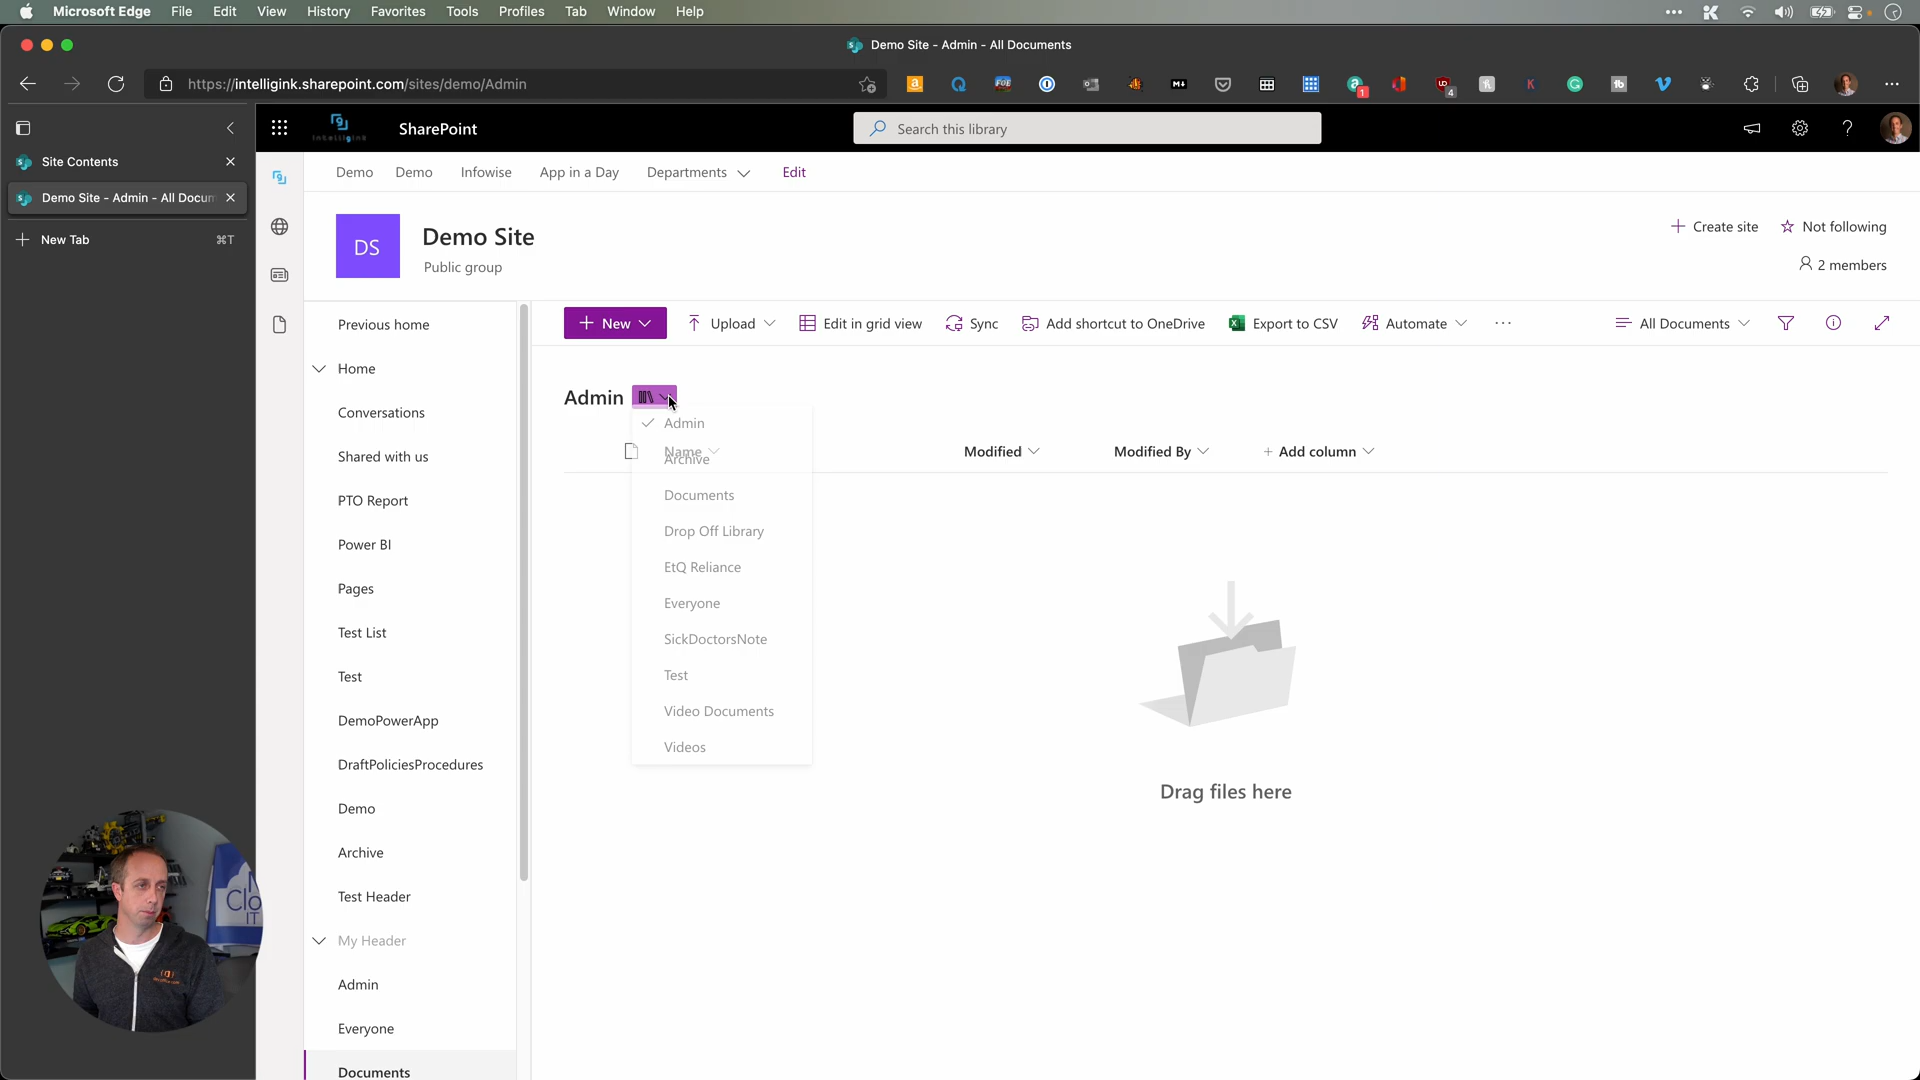 Microsoft Edge File Edit View History Favorites Tools Profiles Tab Window Help
Demo Site - Admin - All Documents
https://intelligink.sharepoint.com/sites/demo/Admin
SharePoint
Search this library
Site Contents
Demo Site - Admin - All Docum
New Tab ⌘T
Demo Demo Infowise App in a Day Departments Edit
DS
Demo Site
Public group
Create site Not following
2 members
New Upload Edit in grid view Sync Add shortcut to OneDrive Export to CSV Automate ··· All Documents
Admin
Name Modified Modified By + Add column
Admin
Archive
Documents
Drop Off Library
EtQ Reliance
Everyone
SickDoctorsNote
Test
Video Documents
Videos
Drag files here
Previous home
Home
Conversations
Shared with us
PTO Report
Power BI
Pages
Test List
Test
DemoPowerApp
DraftPoliciesProcedures
Demo
Archive
Test Header
My Header
Admin
Everyone
Documents